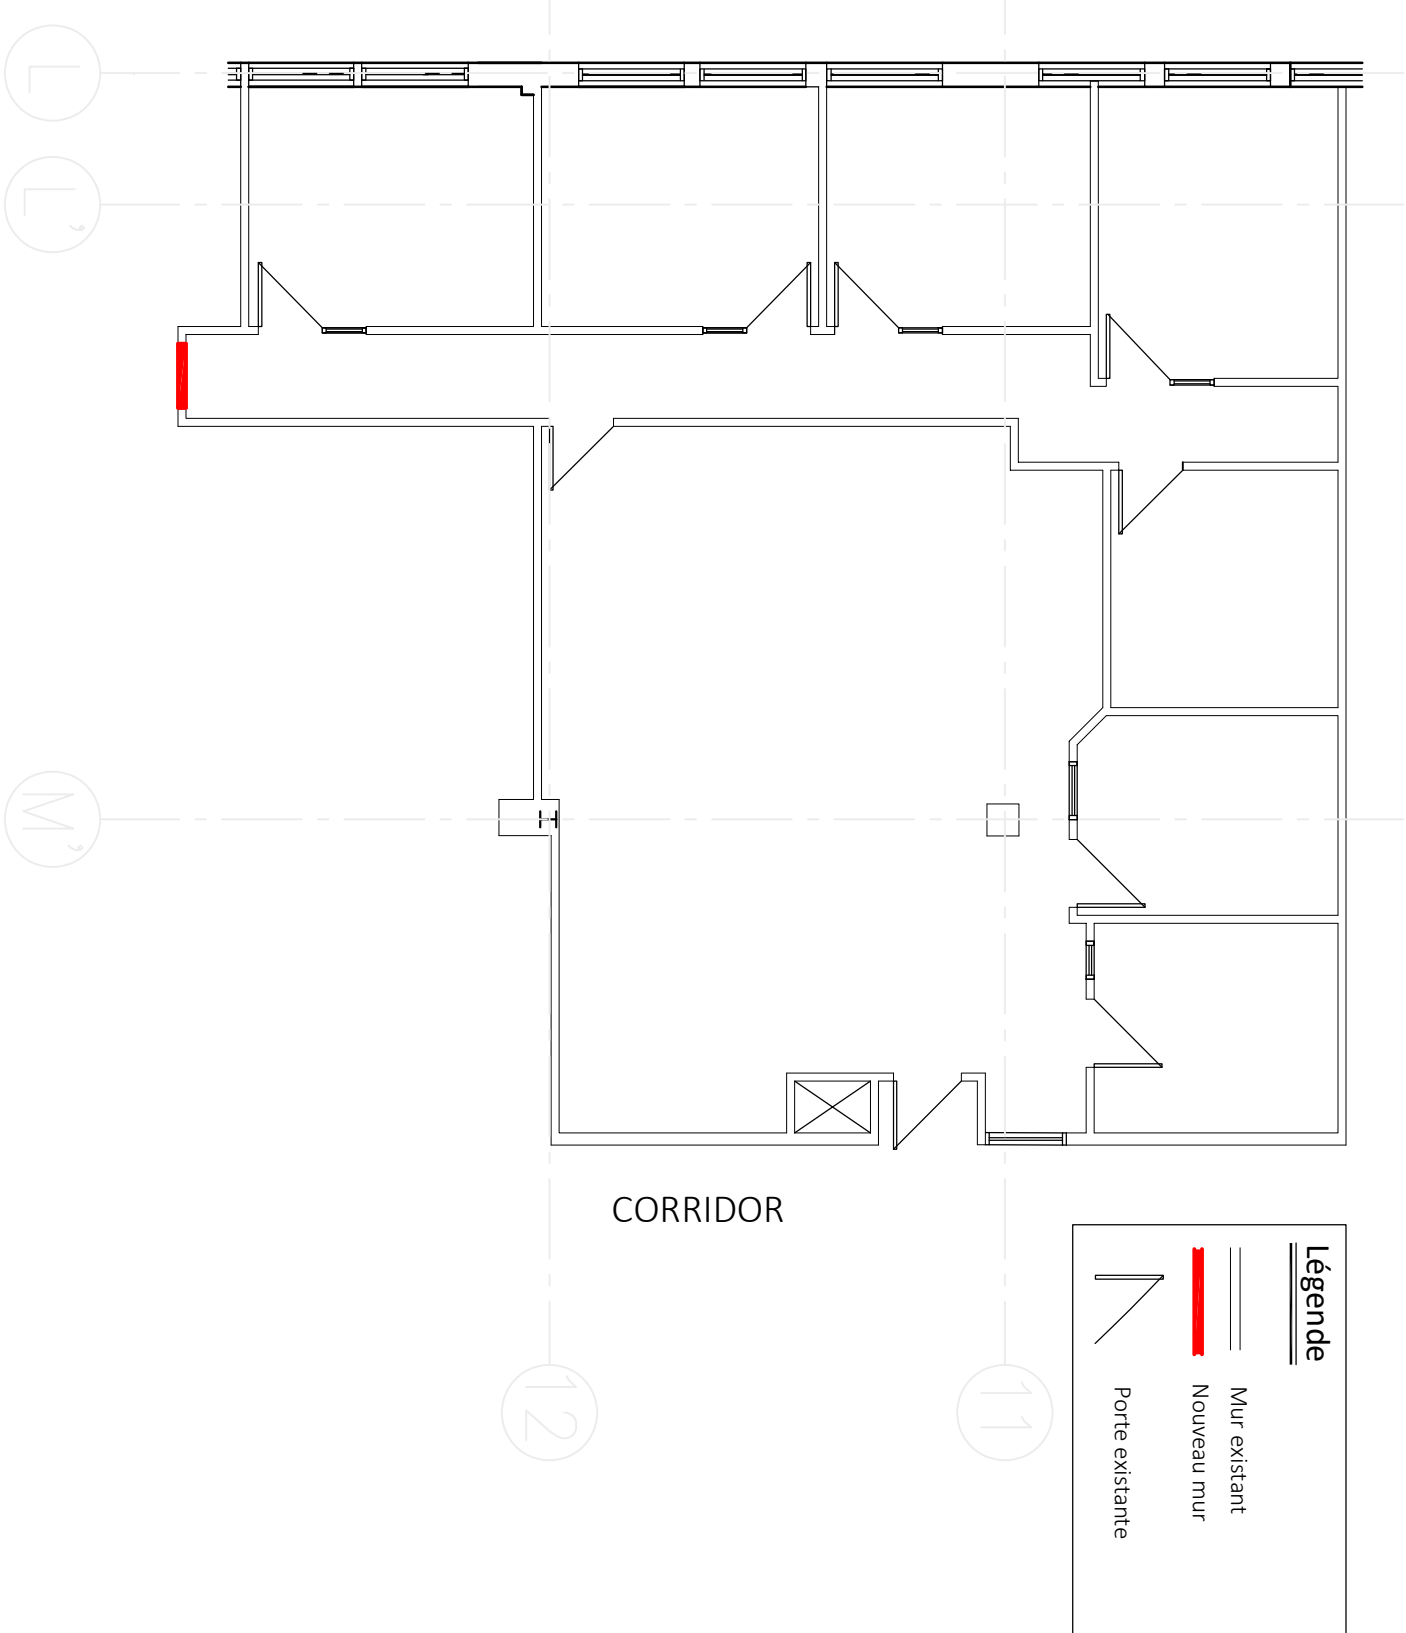 L
L'
M'
CORRIDOR
12
11
Légende
Mur existant
Nouveau mur
Porte existante